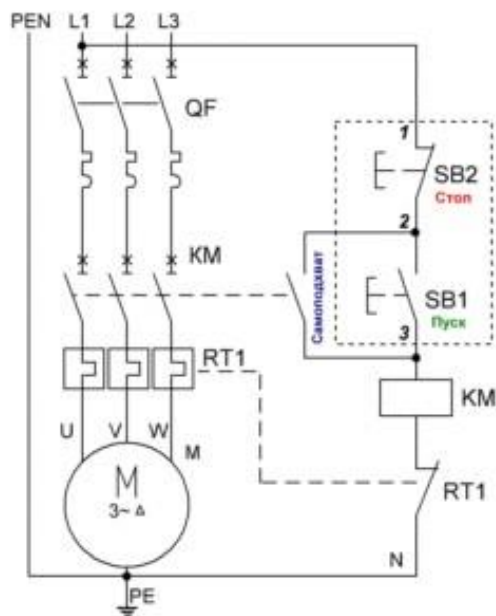 PEN L1 L2 L3
QF
1
SB2
Стоп
2
KM
Самоподхват
SB1
Пуск
3
RT1
KM
U V W M
M
3~ Δ
RT1
N
PE